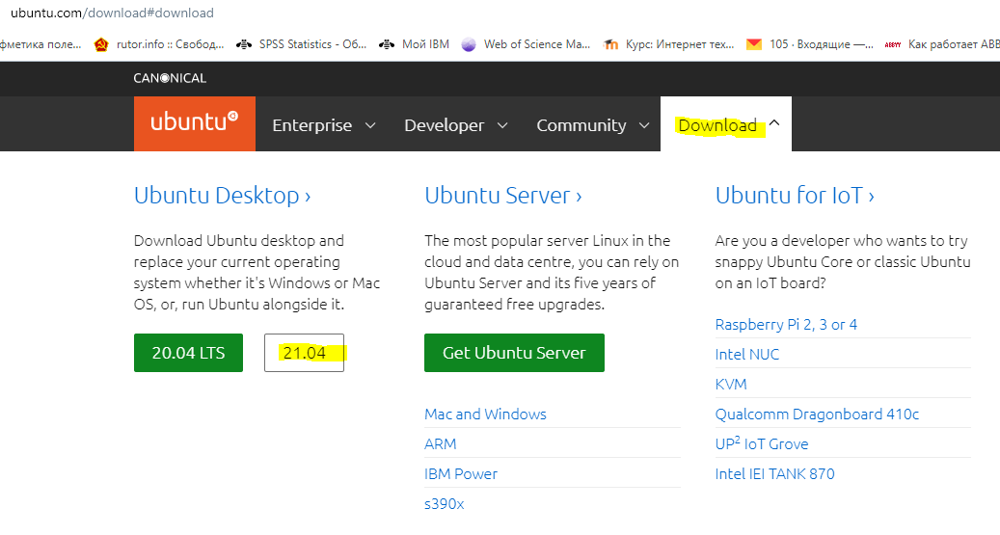 ubuntu.com/download#download
фметика поле... rutor.info :: Свобод... SPSS Statistics - Об... Мой IBM Web of Science Ma... Курс: Интернет тех... 105 · Входящие —... ABBYY Как работает ABB
CANONICAL
ubuntu Enterprise Developer Community Download
Ubuntu Desktop ›
Download Ubuntu desktop and
replace your current operating
system whether it's Windows or Mac
OS, or, run Ubuntu alongside it.
20.04 LTS 21.04
Ubuntu Server ›
The most popular server Linux in the
cloud and data centre, you can rely on
Ubuntu Server and its five years of
guaranteed free upgrades.
Get Ubuntu Server
Mac and Windows
ARM
IBM Power
s390x
Ubuntu for IoT ›
Are you a developer who wants to try
snappy Ubuntu Core or classic Ubuntu
on an IoT board?
Raspberry Pi 2, 3 or 4
Intel NUC
KVM
Qualcomm Dragonboard 410c
UP² IoT Grove
Intel IEI TANK 870